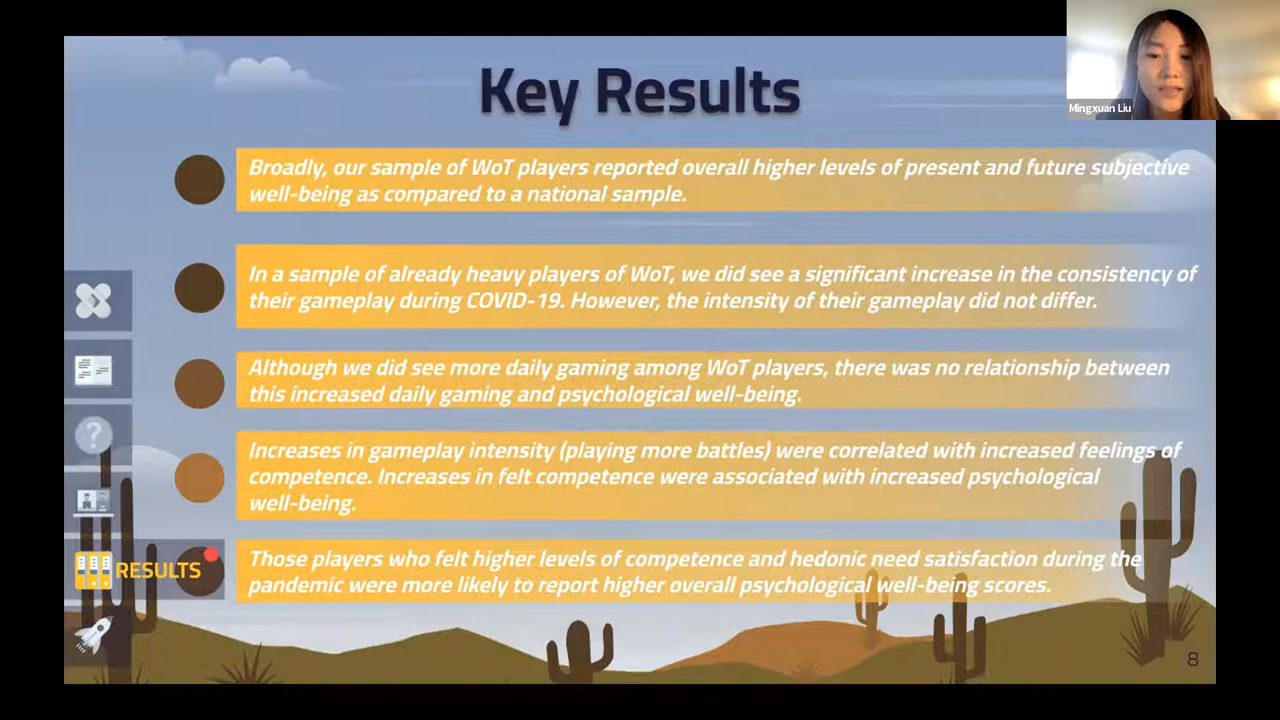 Key Results
Mingxuan Liu
Broadly, our sample of WoT players reported overall higher levels of present and future subjective
well-being as compared to a national sample.
In a sample of already heavy players of WoT, we did see a significant increase in the consistency of
their gameplay during COVID-19. However, the intensity of their gameplay did not differ.
Although we did see more daily gaming among WoT players, there was no relationship between
this increased daily gaming and psychological well-being.
Increases in gameplay intensity (playing more battles) were correlated with increased feelings of
competence. Increases in felt competence were associated with increased psychological
well-being.
Those players who felt higher levels of competence and hedonic need satisfaction during the
pandemic were more likely to report higher overall psychological well-being scores.
?
RESULTS
8